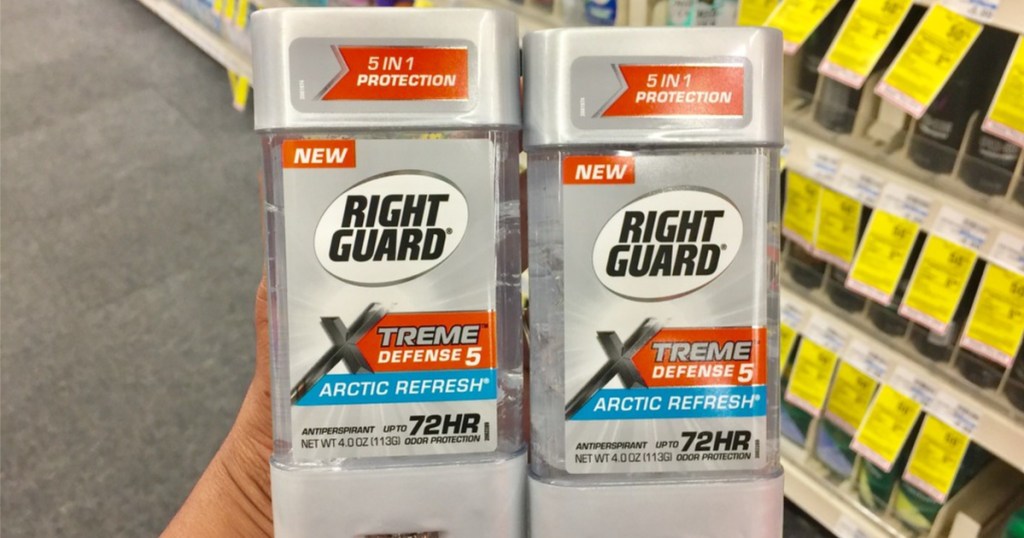 5 IN 1
PROTECTION
NEW
RIGHT
GUARD®
XTREME™
DEFENSE 5
ARCTIC REFRESH®
ANTIPERSPIRANT UP TO 72HR
NET WT 4.0 OZ (113G) ODOR PROTECTION
5 IN 1
PROTECTION
NEW
RIGHT
GUARD®
XTREME™
DEFENSE 5
ARCTIC REFRESH®
ANTIPERSPIRANT UP TO 72HR
NET WT 4.0 OZ (113G) ODOR PROTECTION